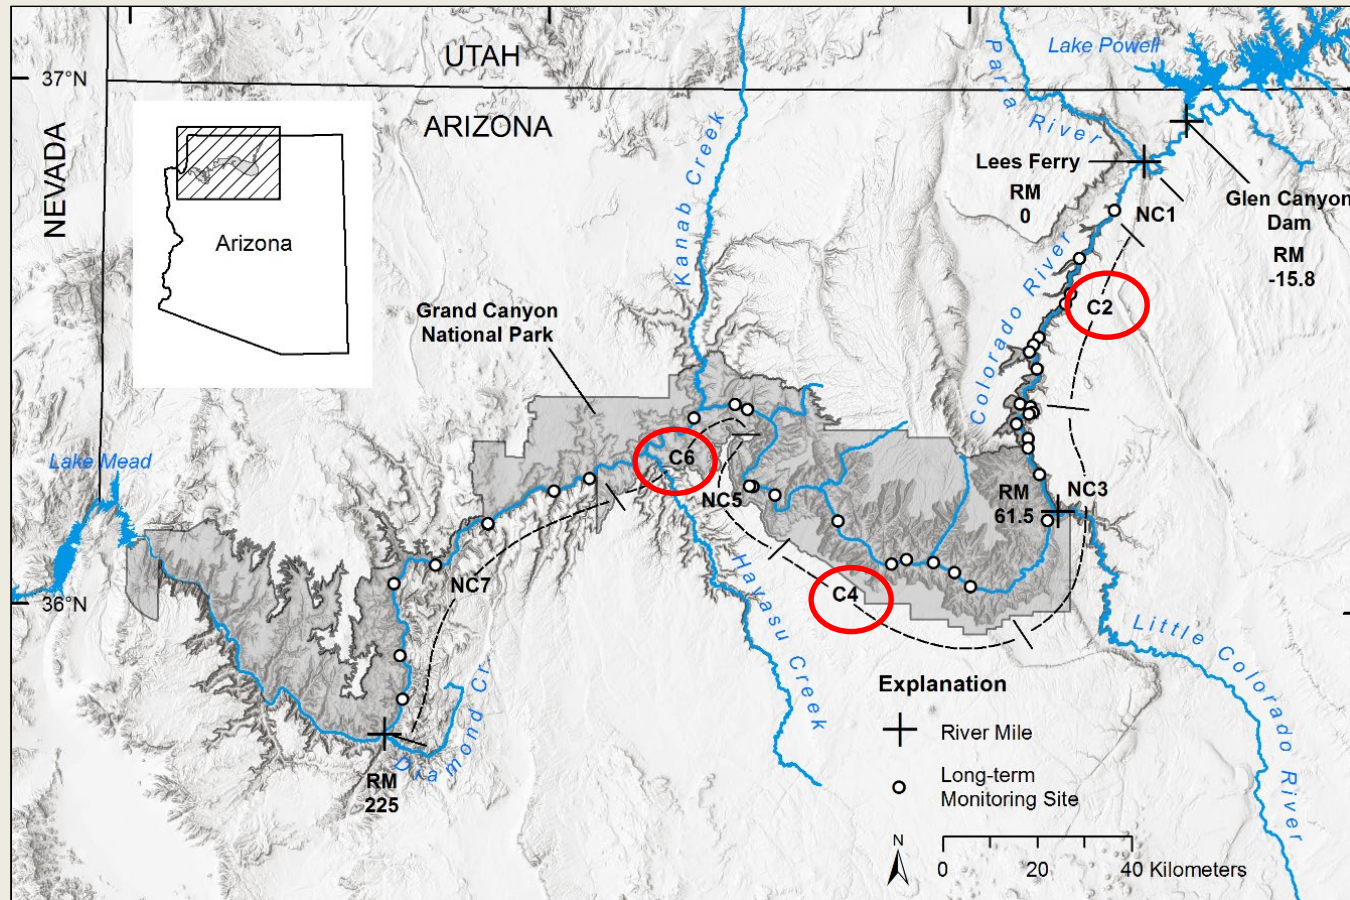 UTAH
ARIZONA
NEVADA
37°N
36°N
Arizona
Grand Canyon
National Park
Kanab Creek
Paria River
Lake Powell
Lees Ferry
RM
0
NC1
Glen Canyon
Dam
RM
-15.8
Colorado River
C2
Lake Mead
C6
NC5
RM
61.5
NC3
NC7
C4
Havasu Creek
Little Colorado River
Diamond Cr.
RM
225
Explanation
River Mile
Long-term
Monitoring Site
N
0 20 40 Kilometers